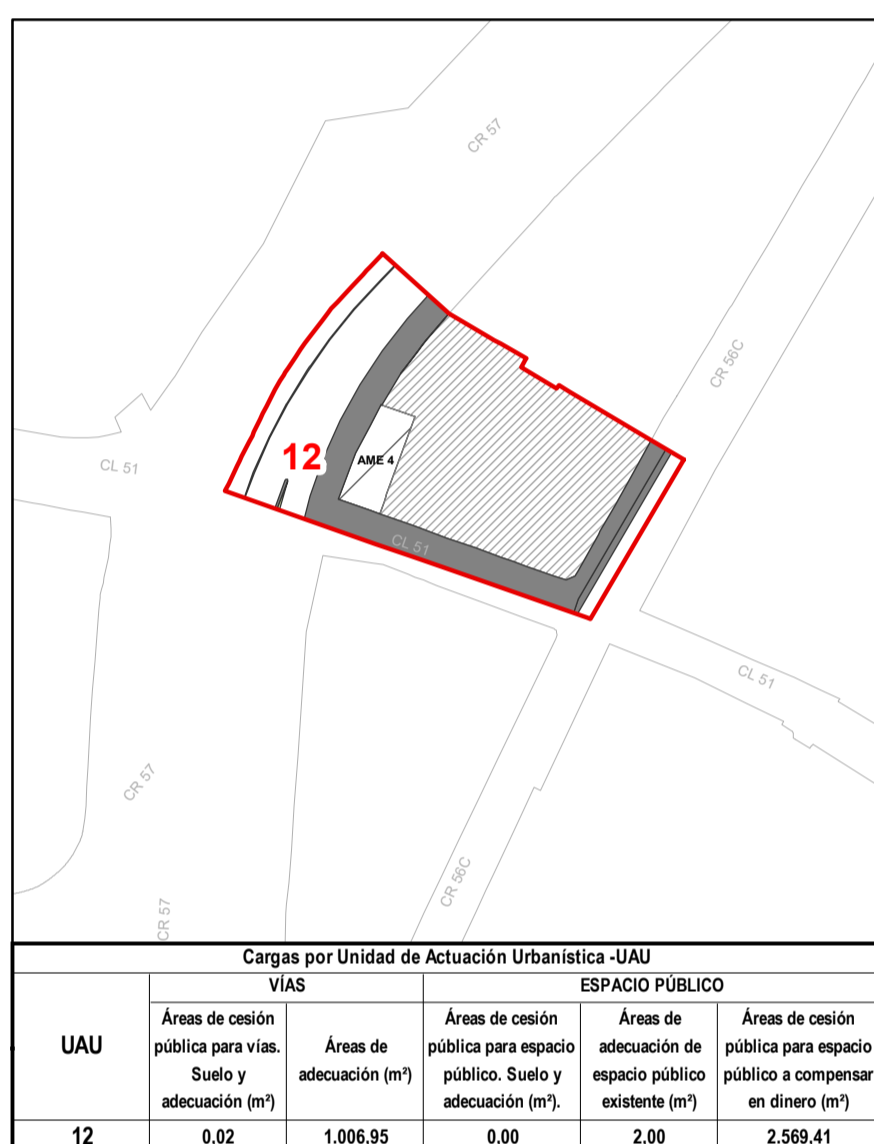 CR 57
CR 56C
CL 51
12
AME 4
CL 51
CL 51
CR 57
CR 56C
CR 57
Cargas por Unidad de Actuación Urbanística -UAU
VÍAS
ESPACIO PÚBLICO
UAU
Áreas de cesión
pública para vías.
Suelo y
adecuación (m²)
Áreas de
adecuación (m²)
Áreas de cesión
pública para espacio
público. Suelo y
adecuación (m²).
Áreas de
adecuación de
espacio público
existente (m²)
Áreas de cesión
pública para espacio
público a compensar
en dinero (m²)
12
0.02
1.006,95
0.00
2.00
2.569,41